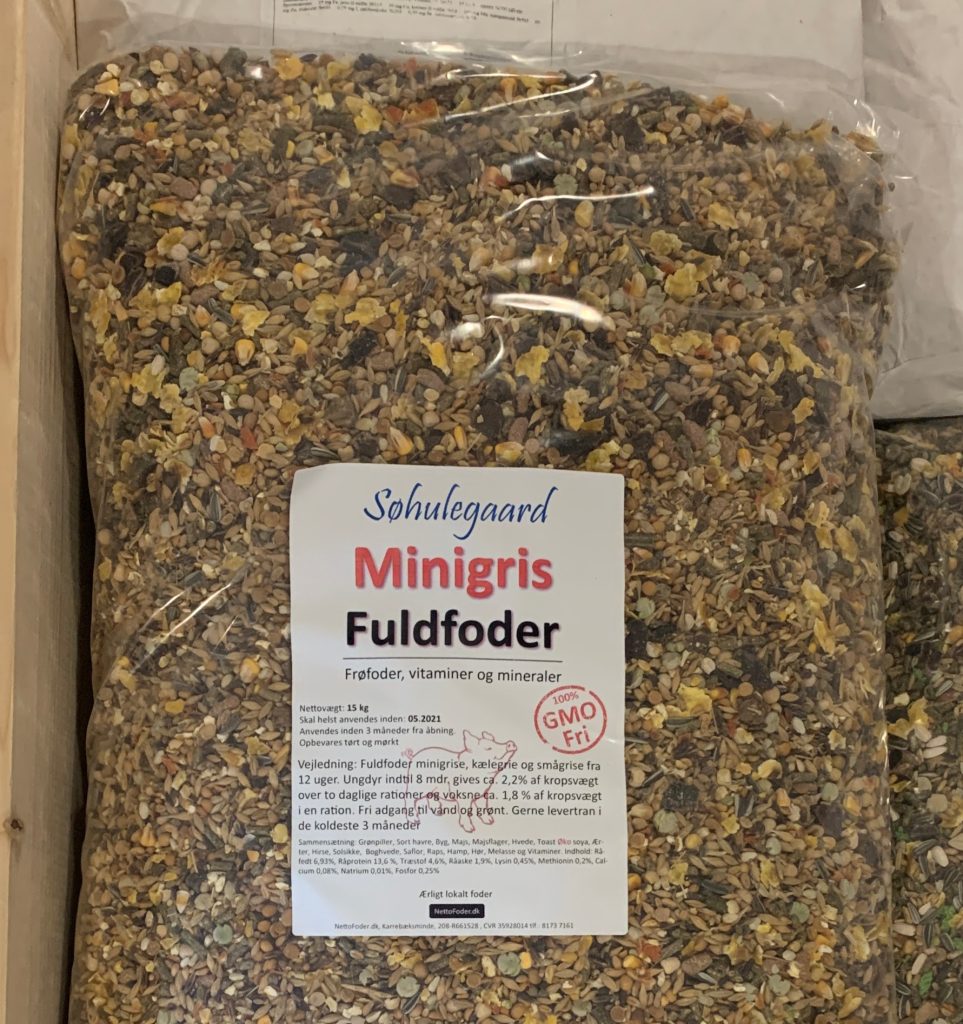 Søhulegaard
Minigris
Fuldfoder
Frøfoder, vitaminer og mineraler
Nettovægt: 15 kg
Skal helst anvendes inden: 05.2021
Anvendes inden 3 måneder fra åbning.
Opbevares tørt og mørkt
100%
GMO
Fri
Vejledning: Fuldfoder minigrise, kælegrie og smågrise fra
12 uger. Ungdyr indtil 8 mdr, gives ca. 2,2% af kropsvægt
over to daglige rationer og voksne ca. 1,8 % af kropsvægt
i en ration. Fri adgang til vand og grønt. Gerne levertran i
de koldeste 3 måneder
Sammensætning: Grønpiller, Sort havre, Byg, Majs, Majsflager, Hvede, Toast Øko soya, Ær-
ter, Hirse, Solsikke, Boghvede, Saflor, Raps, Hamp, Hør, Melasse og Vitaminer. Indhold: Rå-
fedt 6,93%, Råprotein 13,6 %, Træstof 4,6%, Råaske 1,9%, Lysin 0,45%, Methionin 0,2%, Cal-
cium 0,08%, Natrium 0,01%, Fosfor 0,25%
Ærligt lokalt foder
NettoFoder.dk
NettoFoder.dk, Karrebæksminde, 208-R661528 , CVR 35928014 tlf : 8173 7161